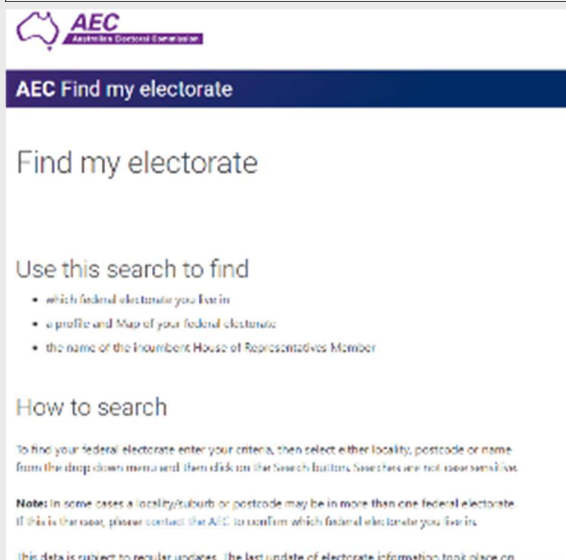 AEC
Australian Electoral Commission
AEC Find my electorate
Find my electorate
Use this search to find
• which federal electorate you live in
• a profile and Map of your federal electorate
• the name of the incumbent House of Representatives Member
How to search
To find your federal electorate enter your criteria, then select either locality, postcode or name
from the drop down menu and then click on the Search button. Searches are not case sensitive.
Note: In some cases a locality/suburb or postcode may be in more than one federal electorate.
If this is the case, please contact the AEC to confirm which federal electorate you live in.
This data is subject to regular updates. The last update of electorate information took place on